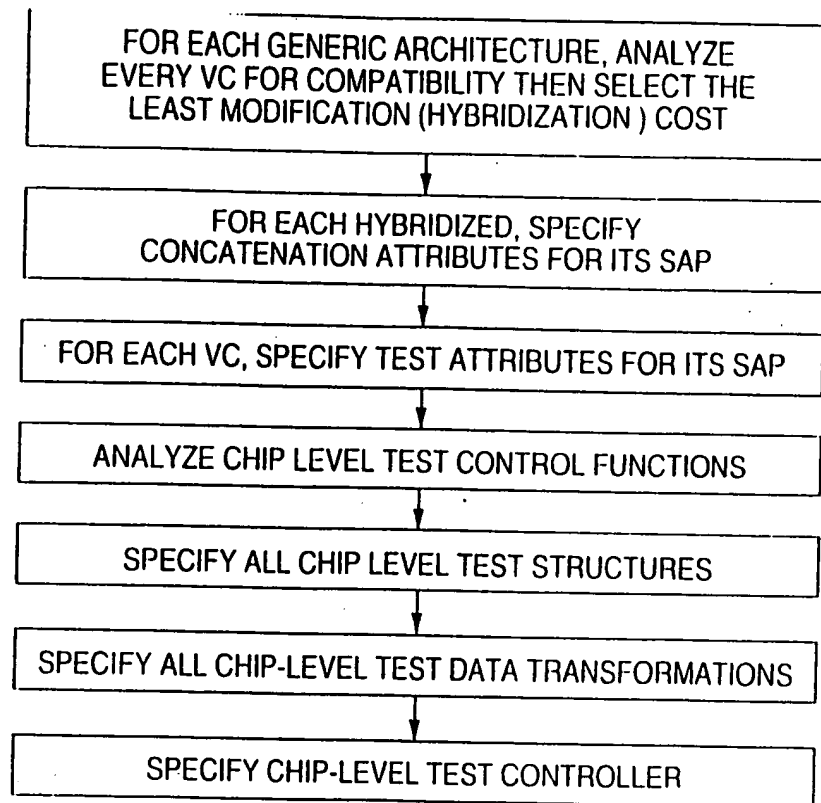 FOR EACH GENERIC ARCHITECTURE, ANALYZE
EVERY VC FOR COMPATIBILITY THEN SELECT THE
LEAST MODIFICATION (HYBRIDIZATION ) COST
FOR EACH HYBRIDIZED, SPECIFY
CONCATENATION ATTRIBUTES FOR ITS SAP
FOR EACH VC, SPECIFY TEST ATTRIBUTES FOR ITS SAP
ANALYZE CHIP LEVEL TEST CONTROL FUNCTIONS
SPECIFY ALL CHIP LEVEL TEST STRUCTURES
SPECIFY ALL CHIP-LEVEL TEST DATA TRANSFORMATIONS
SPECIFY CHIP-LEVEL TEST CONTROLLER